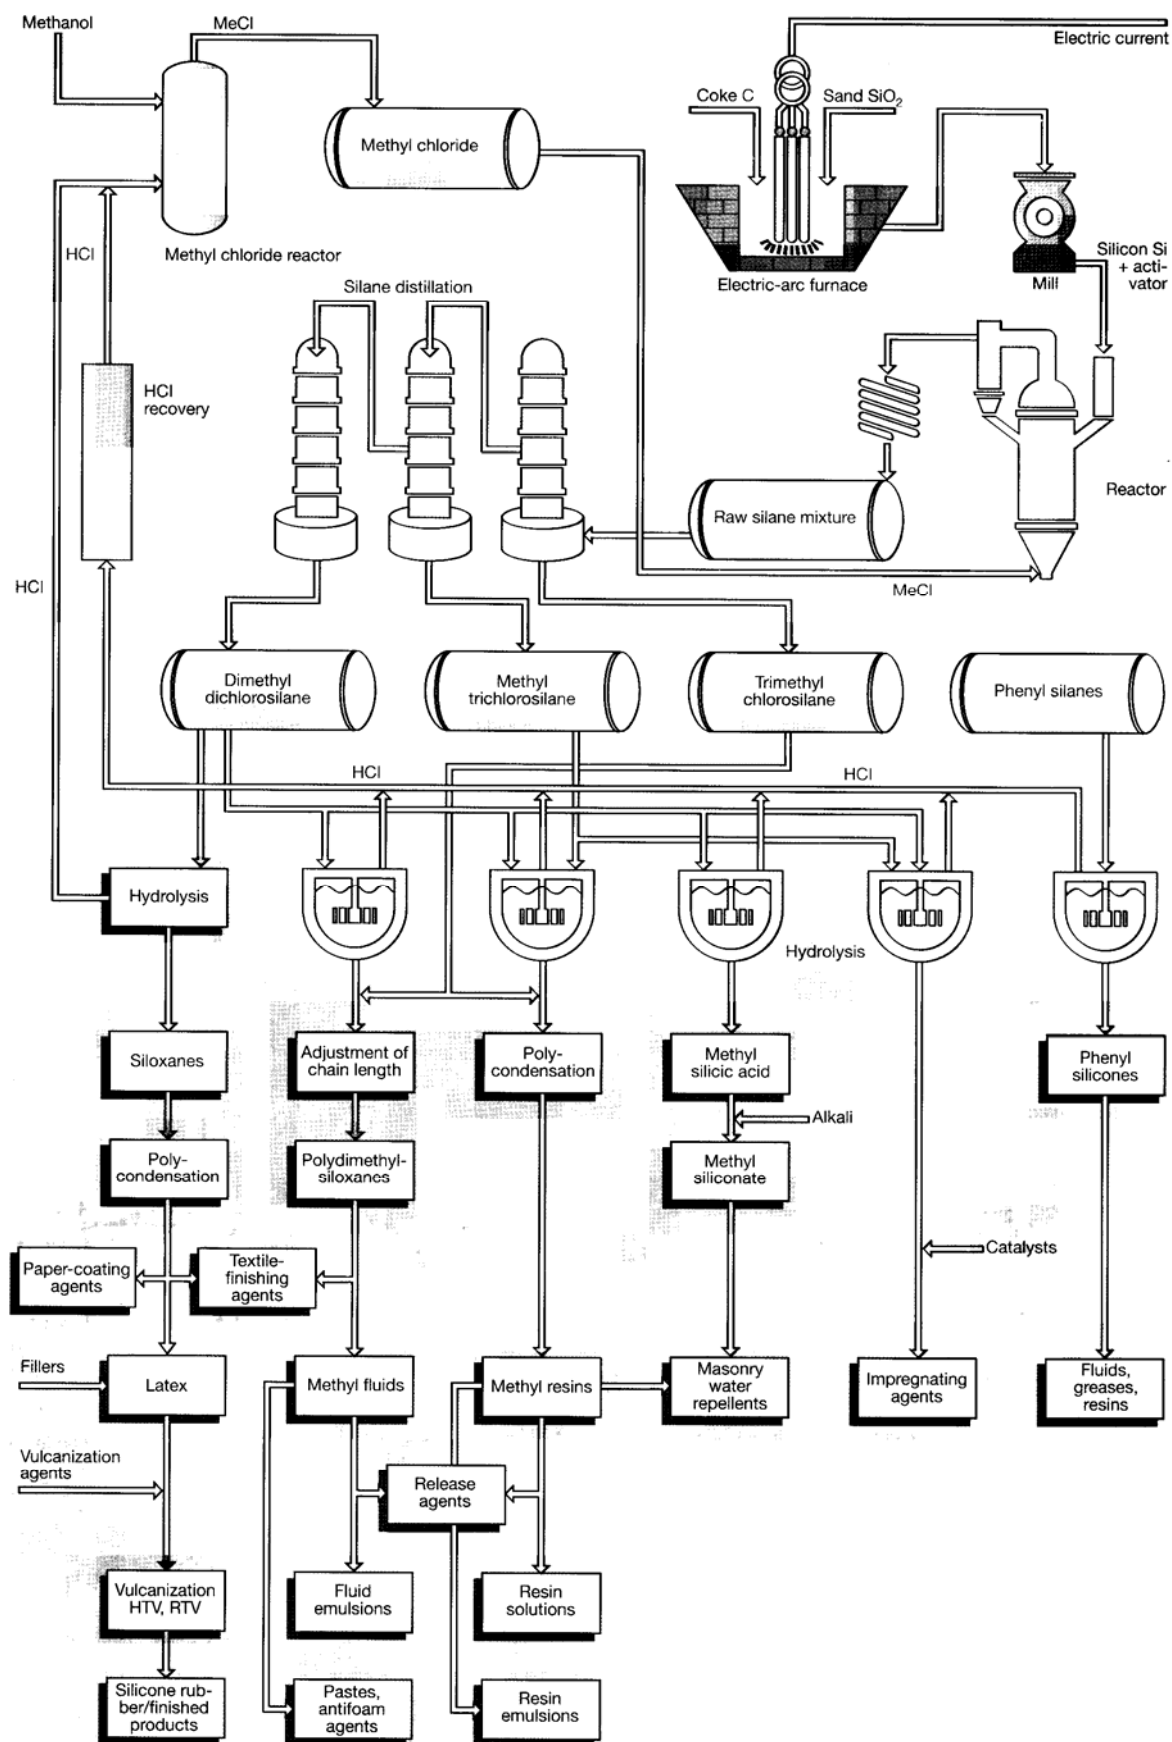 Methanol
MeCl
Electric current
Coke C
Sand SiO₂
Methyl chloride
HCl
Methyl chloride reactor
Electric-arc furnace
Mill
Silicon Si
+ acti-
vator
Silane distillation
HCl
recovery
Raw silane mixture
Reactor
HCl
MeCl
Dimethyl
dichlorosilane
Methyl
trichlorosilane
Trimethyl
chlorosilane
Phenyl silanes
HCl
HCl
Hydrolysis
Hydrolysis
Siloxanes
Adjustment of
chain length
Poly-
condensation
Methyl
silicic acid
Phenyl
silicones
Alkali
Poly-
condensation
Polydimethyl-
siloxanes
Methyl
siliconate
Catalysts
Paper-coating
agents
Textile-
finishing
agents
Fillers
Latex
Methyl fluids
Methyl resins
Masonry
water
repellents
Impregnating
agents
Fluids,
greases,
resins
Vulcanization
agents
Release
agents
Vulcanization
HTV, RTV
Fluid
emulsions
Resin
solutions
Silicone rub-
ber/finished
products
Pastes,
antifoam
agents
Resin
emulsions